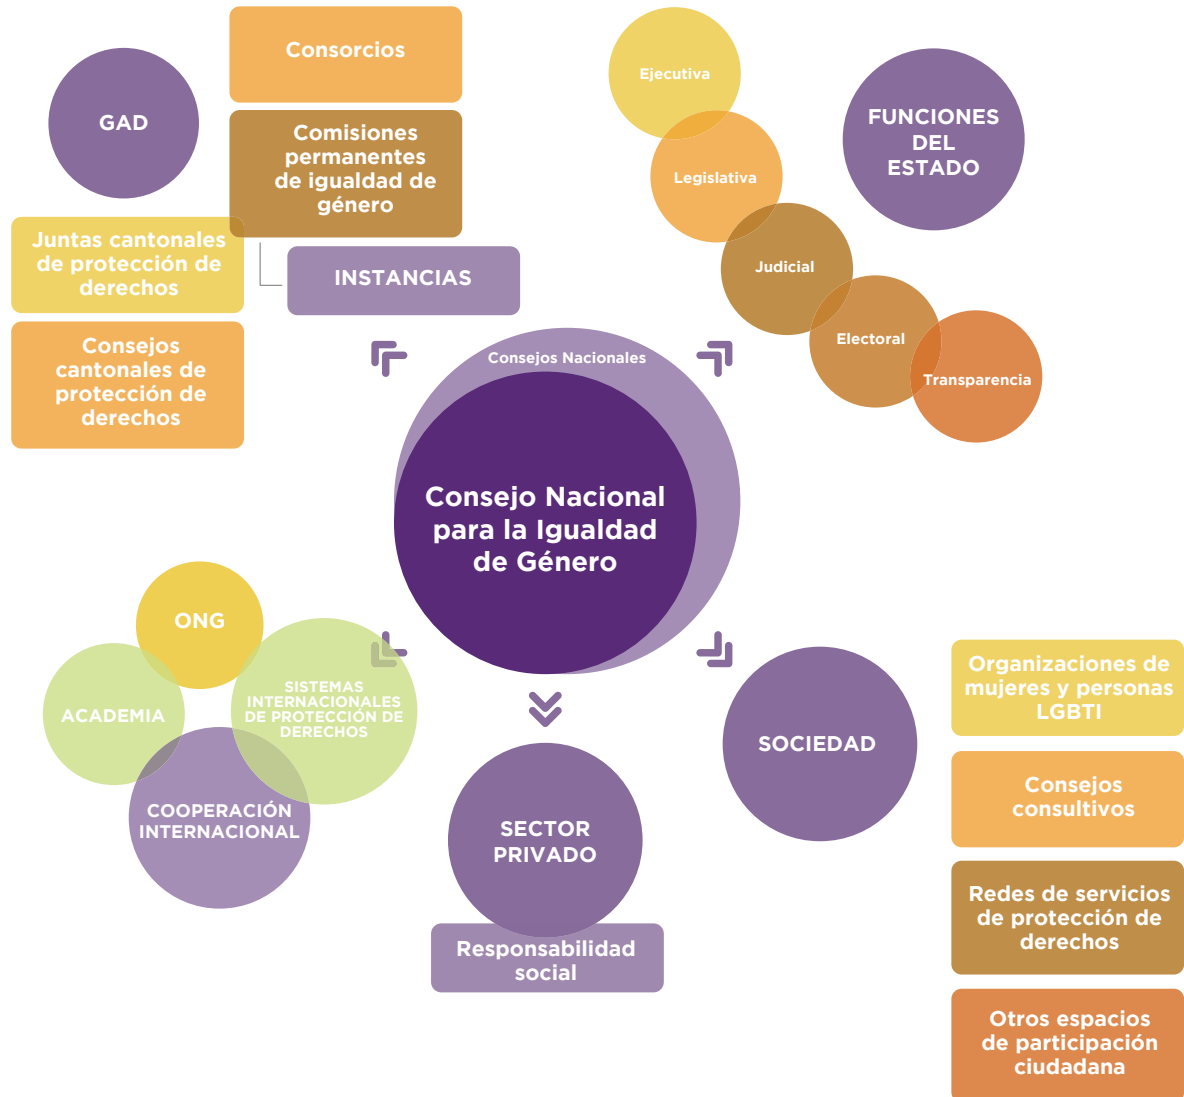 GAD
Consorcios
Comisiones
permanentes
de igualdad de
género
Juntas cantonales
de protección de
derechos
INSTANCIAS
Consejos
cantonales de
protección de
derechos
Ejecutiva
Legislativa
Judicial
Electoral
Transparencia
FUNCIONES
DEL
ESTADO
Consejos Nacionales
Consejo Nacional
para la Igualdad
de Género
ONG
ACADEMIA
SISTEMAS
INTERNACIONALES
DE PROTECCIÓN DE
DERECHOS
COOPERACIÓN
INTERNACIONAL
SECTOR
PRIVADO
Responsabilidad
social
SOCIEDAD
Organizaciones de
mujeres y personas
LGBTI
Consejos
consultivos
Redes de servicios
de protección de
derechos
Otros espacios
de participación
ciudadana